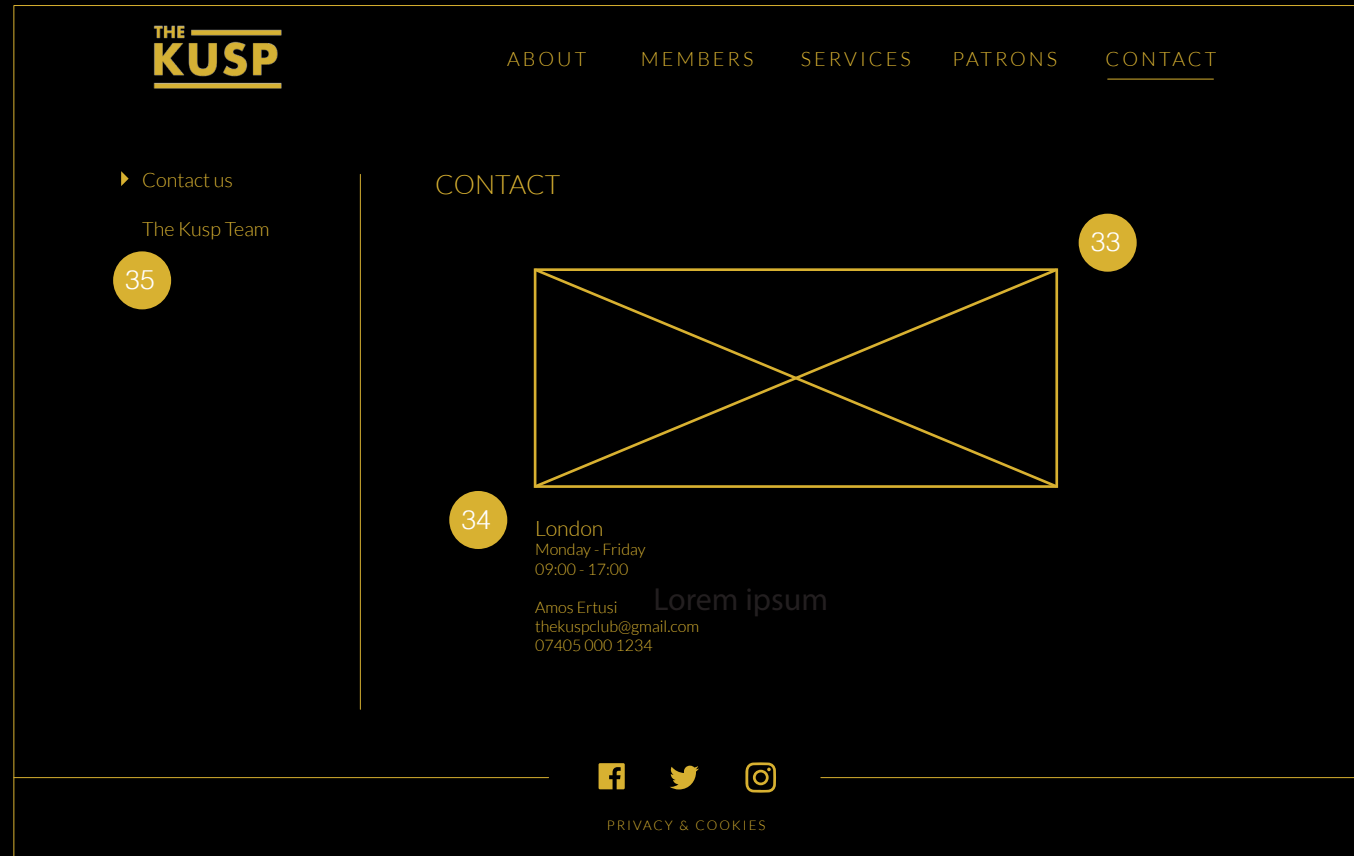 THE
KUSP
ABOUT MEMBERS SERVICES PATRONS CONTACT
Contact us
The Kusp Team
35
CONTACT
33
34
London
Monday - Friday
09:00 - 17:00
Lorem ipsum
Amos Ertusi
thekuspclub@gmail.com
07405 000 1234
PRIVACY & COOKIES